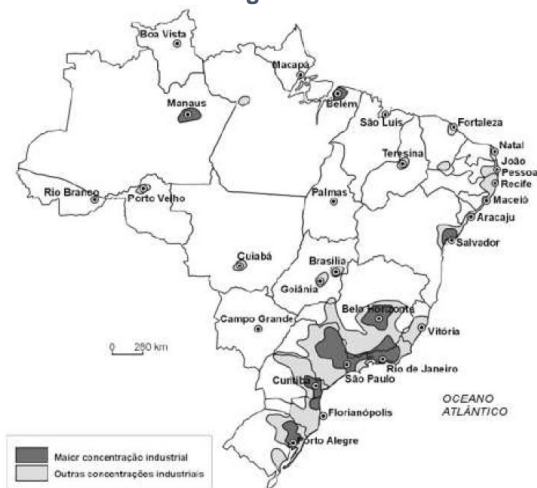 Boa Vista
Macapá
Manaus
Belém
São Luis
Fortaleza
Teresina
Natal
João
Pessoa
Recife
Maceió
Aracaju
Rio Branco
Porto Velho
Palmas
Salvador
Cuiabá
Brasília
Goiânia
Belo Horizonte
Campo Grande
Vitória
0 280 km
Rio de Janeiro
São Paulo
Curitiba
Florianópolis
OCEANO
ATLÂNTICO
Porto Alegre
Maior concentração industrial
Outras concentrações industriais